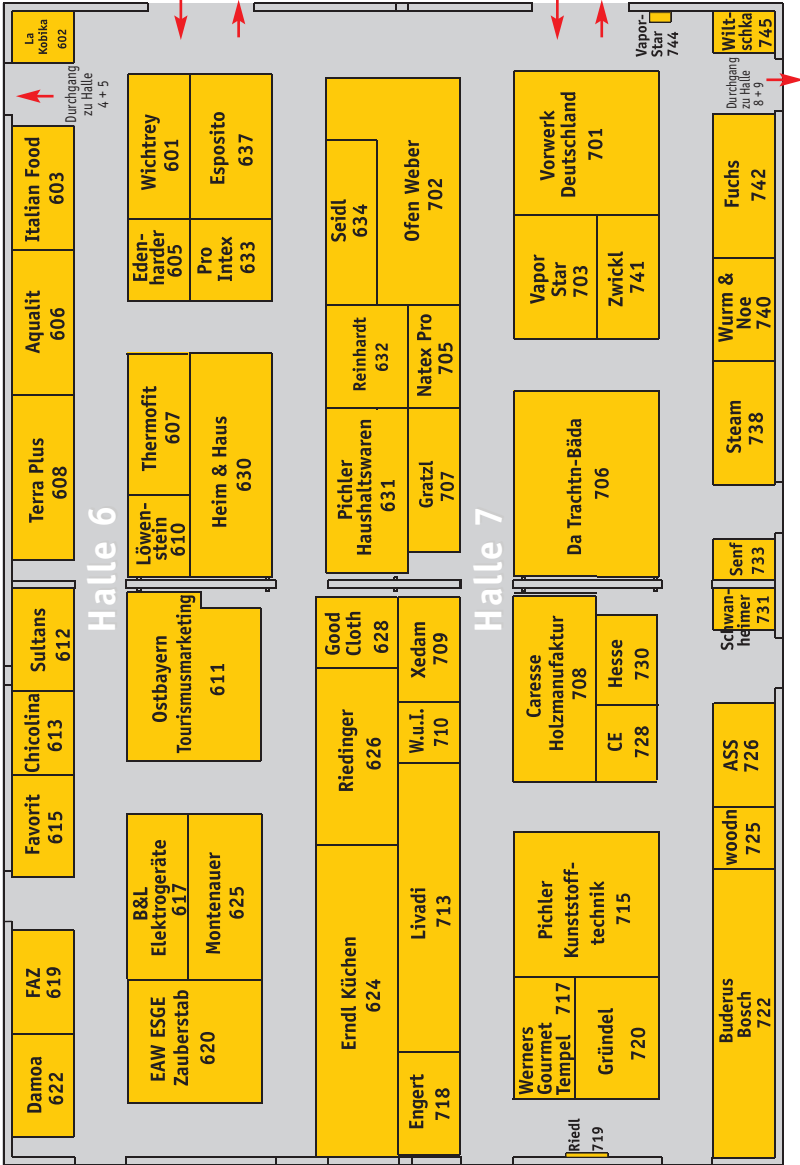 La
Kobika
602
Durchgang
zu Halle
4 + 5
Italian Food
603
Aqualit
606
Terra Plus
608
Sultans
612
Chicolina
613
Favorit
615
FAZ
619
Damoa
622
Halle 6
Wichtrey
601
Esposito
637
Eden-
harder
605
Pro
Intex
633
Thermofit
607
Heim & Haus
630
Löwen-
stein
610
Ostbayern
Tourismusmarketing
611
B&L
Elektrogeräte
617
Montenauer
625
EAW ESGE
Zauberstab
620
Seidl
634
Ofen Weber
702
Reinhardt
632
Natex Pro
705
Pichler
Haushaltswaren
631
Gratzl
707
Good
Cloth
628
Xedam
709
Riedinger
626
W.u.I.
710
Erndl Küchen
624
Livadi
713
Engert
718
Halle 7
Vorwerk
Deutschland
701
Vapor
Star
703
Zwickl
741
Da Trachtn-Bäda
706
Caresse
Holzmanufaktur
708
Hesse
730
CE
728
Pichler
Kunststoff-
technik
715
Werners
Gourmet
Tempel 717
Gründel
720
Riedl
719
Vapor-
Star
744
Wilt-
schka
745
Durchgang
zu Halle
8 + 9
Fuchs
742
Wurm &
Noe
740
Steam
738
Senf
733
Schwan-
heimer
731
ASS
726
woodn
725
Buderus
Bosch
722